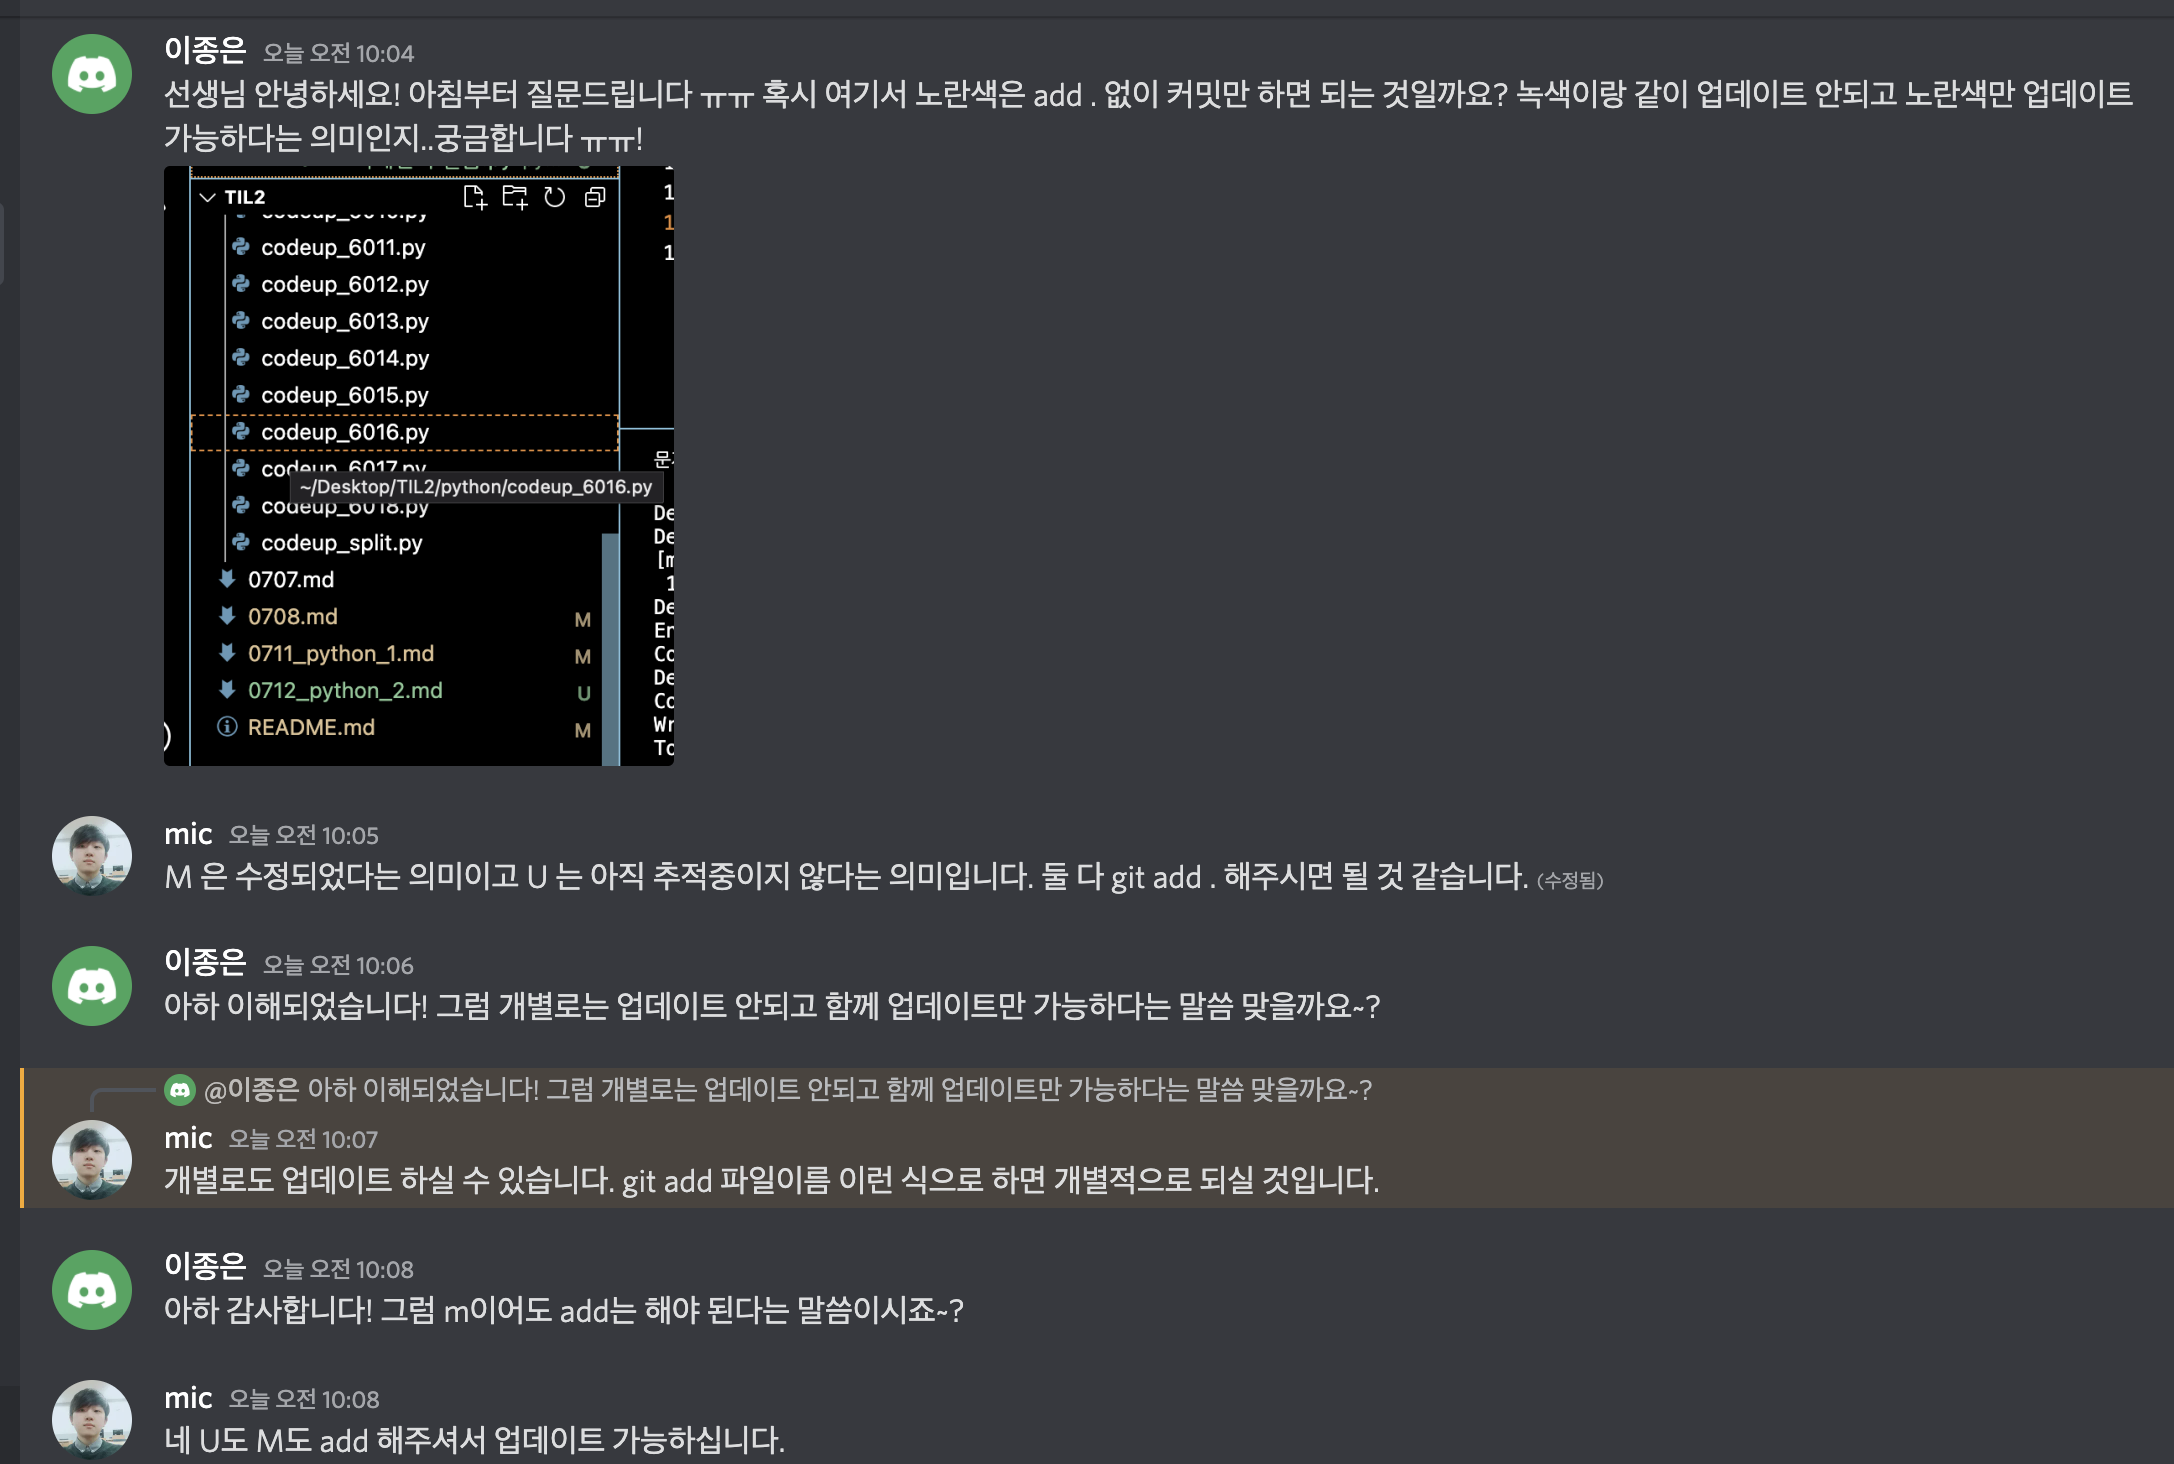 이종은 오늘 오전 10:04
선생님 안녕하세요! 아침부터 질문드립니다 ㅠㅠ 혹시 여기서 노란색은 add . 없이 커밋만 하면 되는 것일까요? 녹색이랑 같이 업데이트 안되고 노란색만 업데이트
가능하다는 의미인지..궁금합니다 ㅠㅠ!
TIL2
codeup_6011.py
codeup_6012.py
codeup_6013.py
codeup_6014.py
codeup_6015.py
codeup_6016.py
codeup_6017.py
~/Desktop/TIL2/python/codeup_6016.py
codeup_6018.py
codeup_split.py
0707.md
0708.md M
0711_python_1.md M
0712_python_2.md U
README.md M
1
1
1
De
De
[m
1
De
En
Co
De
Co
Wr
To
mic 오늘 오전 10:05
M 은 수정되었다는 의미이고 U 는 아직 추적중이지 않다는 의미입니다. 둘 다 git add . 해주시면 될 것 같습니다. (수정됨)
이종은 오늘 오전 10:06
아하 이해되었습니다! 그럼 개별로는 업데이트 안되고 함께 업데이트만 가능하다는 말씀 맞을까요~?
@이종은 아하 이해되었습니다! 그럼 개별로는 업데이트 안되고 함께 업데이트만 가능하다는 말씀 맞을까요~?
mic 오늘 오전 10:07
개별로도 업데이트 하실 수 있습니다. git add 파일이름 이런 식으로 하면 개별적으로 되실 것입니다.
이종은 오늘 오전 10:08
아하 감사합니다! 그럼 m이어도 add는 해야 된다는 말씀이시죠~?
mic 오늘 오전 10:08
네 U도 M도 add 해주셔서 업데이트 가능하십니다.